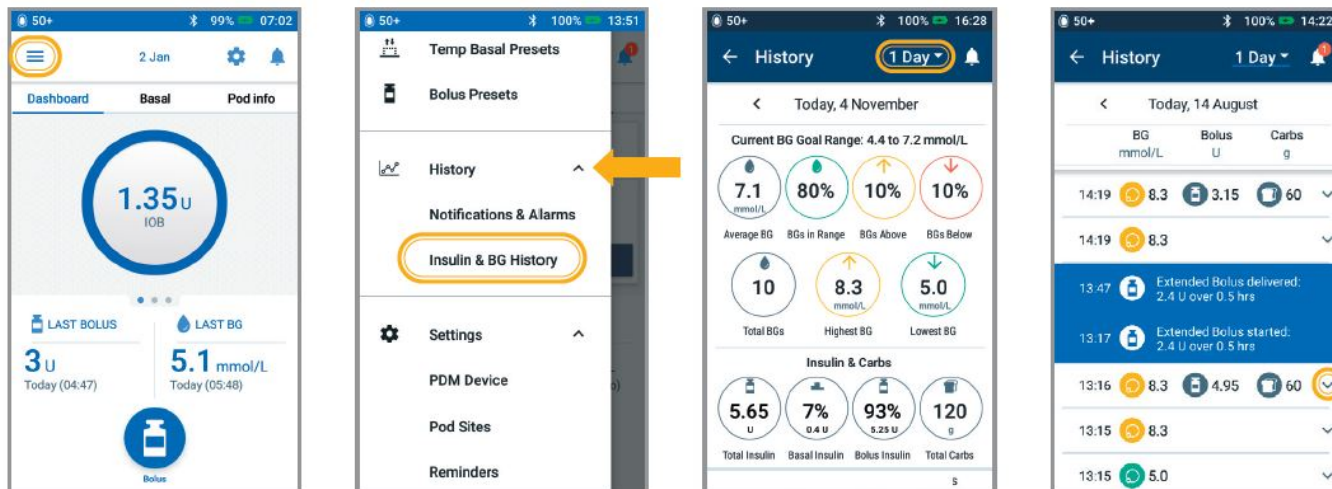 50+ 99% 07:02
2 Jan
Dashboard Basal Pod info
1.35 U
IOB
LAST BOLUS LAST BG
3 U 5.1 mmol/L
Today (04:47) Today (05:48)
Bolus
50+ 100% 13:51
Temp Basal Presets
1
Bolus Presets
History
Notifications & Alarms
Insulin & BG History
Settings
PDM Device
Pod Sites
Reminders
50+ 100% 16:28
History 1 Day
Today, 4 November
Current BG Goal Range: 4.4 to 7.2 mmol/L
7.1 80% 10% 10%
mmol/L
Average BG BGs in Range BGs Above BGs Below
10 8.3 5.0
mmol/L mmol/L
Total BGs Highest BG Lowest BG
Insulin & Carbs
5.65 7% 93% 120
U 0.4 U 5.25 U g
Total Insulin Basal Insulin Bolus Insulin Total Carbs
s
50+ 100% 14:22
History 1 Day
Today, 14 August
BG Bolus Carbs
mmol/L U g
14:19 8.3 3.15 60
14:19 8.3
13:47 Extended Bolus delivered:
2.4 U over 0.5 hrs
13:17 Extended Bolus started:
2.4 U over 0.5 hrs
13:16 8.3 4.95 60
13:15 8.3
13:15 5.0